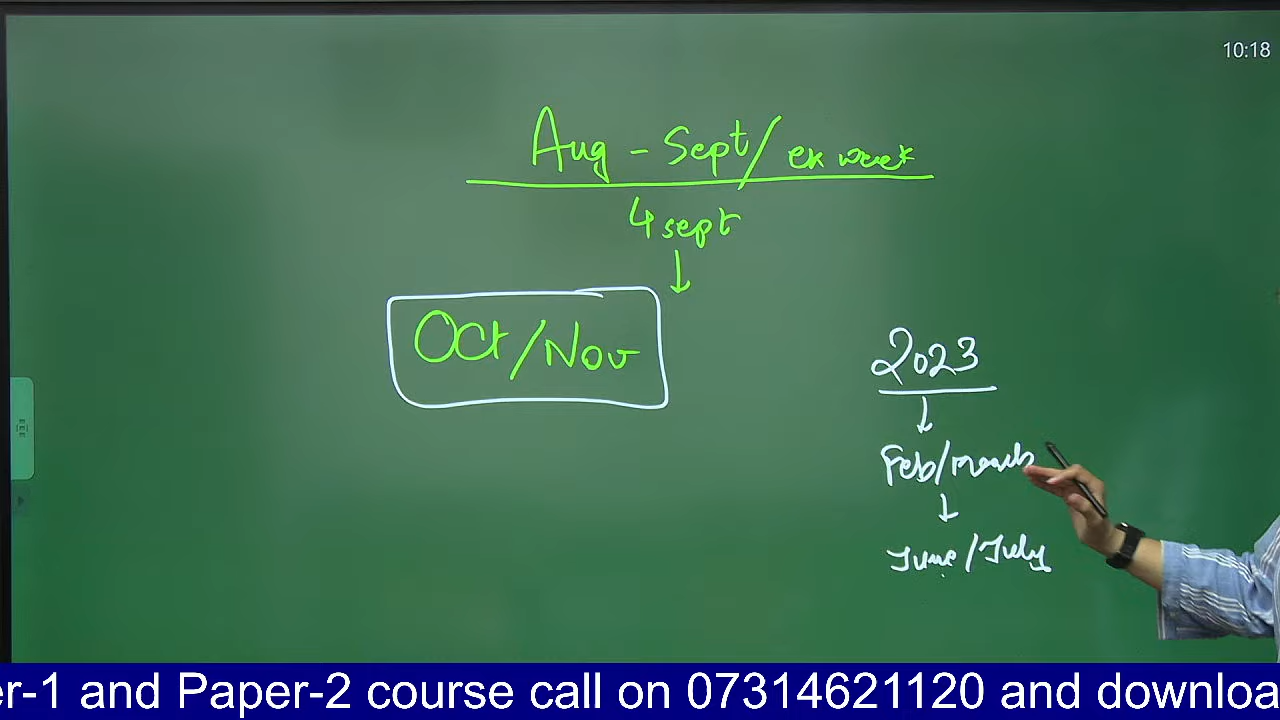 10:18
Aug - Sept/ ek week
4 sept
↓
Oct/Nov
2023
↓
Feb/march
↓
June/July
er-1 and Paper-2 course call on 07314621120 and downloa